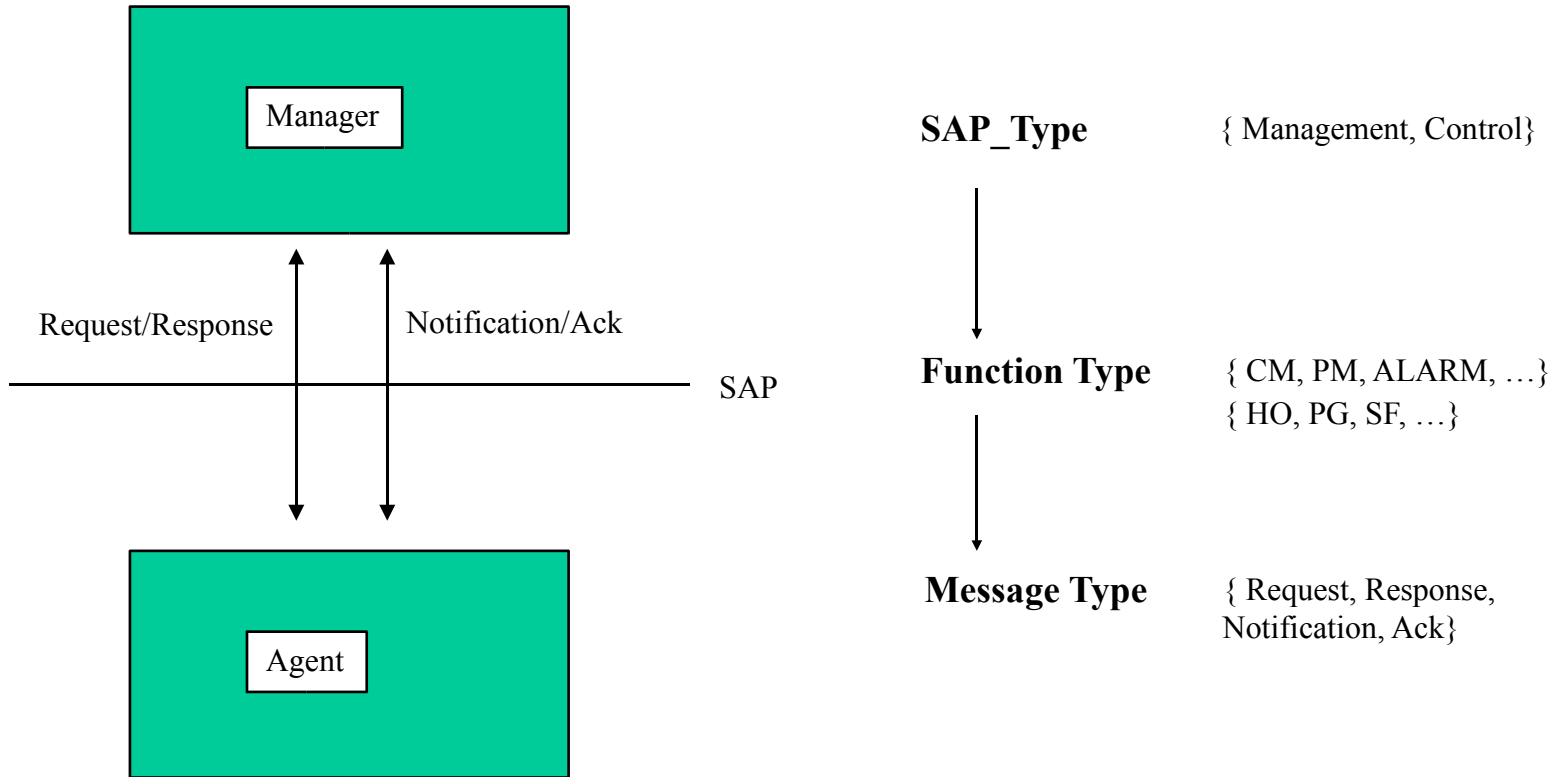 Manager
Request/Response
Notification/Ack
SAP
Agent
SAP_Type
{ Management, Control}
Function Type
{ CM, PM, ALARM, …}
{ HO, PG, SF, …}
Message Type
{ Request, Response,
Notification, Ack}